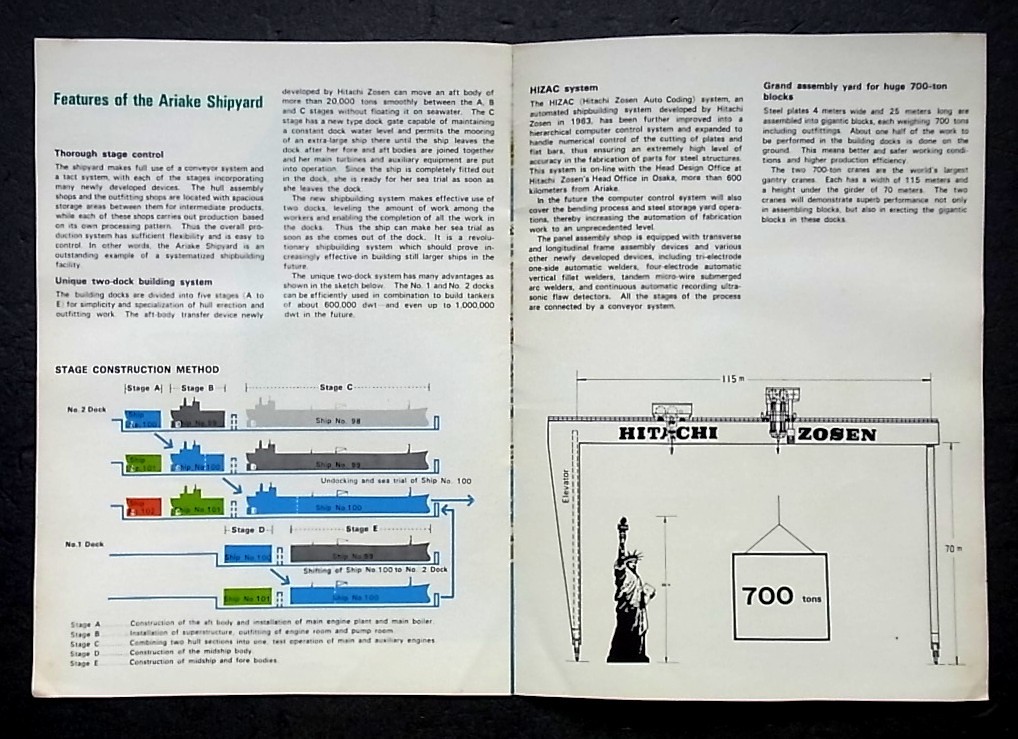 Features of the Ariake Shipyard
Thorough stage control
The shipyard makes full use of a conveyor system and
a tact system, with each of the stages incorporating
many newly developed devices. The hull assembly
shops and the outfitting shops are located with spacious
storage areas between them for intermediate products,
while each of these shops carries out production based
on its own processing pattern. Thus the overall pro-
duction system has sufficient flexibility and is easy to
control. In other words, the Ariake Shipyard is an
outstanding example of a systematized shipbuilding
facility.
Unique two-dock building system
The building docks are divided into five stages (A to
E) for simplicity and specialization of hull erection and
outfitting work. The aft-body transfer device newly
developed by Hitachi Zosen can move an aft body of
more than 20,000 tons smoothly between the A, B
and C stages without floating it on seawater. The C
stage has a new type dock gate capable of maintaining
a constant dock water level and permits the mooring
of an extra-large ship there until the ship leaves the
dock after her fore and aft bodies are joined together
and her main turbines and auxiliary equipment are put
into operation. Since the ship is completely fitted out
in the dock, she is ready for her sea trial as soon as
she leaves the dock.
The new shipbuilding system makes effective use of
two docks, leveling the amount of work among the
workers and enabling the completion of all the work in
the docks. Thus the ship can make her sea trial as
soon as she comes out of the dock. It is a revolu-
tionary shipbuilding system which should prove in-
creasingly effective in building still larger ships in the
future.
The unique two-dock system has many advantages as
shown in the sketch below. The No. 1 and No. 2 docks
can be efficiently used in combination to build tankers
of about 600,000 dwt and even up to 1,000,000
dwt in the future.
STAGE CONSTRUCTION METHOD
Stage A Stage B Stage C
No. 2 Dock
Ship No. 100 Ship No. 99 Ship No. 98
Ship No. 101 Ship No. 100 Ship No. 99
Undocking and sea trial of Ship No. 100
Ship No. 102 Ship No. 101 Ship No. 100
Stage D Stage E
No.1 Dock
Ship No. 100 Ship No. 99
Shifting of Ship No. 100 to No. 2 Dock
Ship No. 101 Ship No. 100
Stage A Construction of the aft body and installation of main engine plant and main boiler.
Stage B Installation of superstructure, outfitting of engine room and pump room.
Stage C Combining two hull sections into one, test operation of main and auxiliary engines.
Stage D Construction of the midship body.
Stage E Construction of midship and fore bodies.
HIZAC system
The HIZAC (Hitachi Zosen Auto Coding) system, an
automated shipbuilding system developed by Hitachi
Zosen in 1963, has been further improved into a
hierarchical computer control system and expanded to
handle numerical control of the cutting of plates and
flat bars, thus ensuring an extremely high level of
accuracy in the fabrication of parts for steel structures.
This system is on-line with the Head Design Office at
Hitachi Zosen's Head Office in Osaka, more than 600
kilometers from Ariake.
In the future the computer control system will also
cover the bending process and steel storage yard opera-
tions, thereby increasing the automation of fabrication
work to an unprecedented level.
The panel assembly shop is equipped with transverse
and longitudinal frame assembly devices and various
other newly developed devices, including tri-electrode
one-side automatic welders, four-electrode automatic
vertical fillet welders, tandem micro-wire submerged
arc welders, and continuous automatic recording ultra-
sonic flaw detectors. All the stages of the process
are connected by a conveyor system.
Grand assembly yard for huge 700-ton
blocks
Steel plates 4 meters wide and 25 meters long are
assembled into gigantic blocks, each weighing 700 tons
including outfittings. About one half of the work to
be performed in the building docks is done on the
ground. This means better and safer working condi-
tions and higher production efficiency.
The two 700-ton cranes are the world's largest
gantry cranes. Each has a width of 115 meters and
a height under the girder of 70 meters. The two
cranes will demonstrate superb performance not only
in assembling blocks, but also in erecting the gigantic
blocks in these docks.
115 m
HITACHI ZOSEN
Elevator
70 m
700 tons